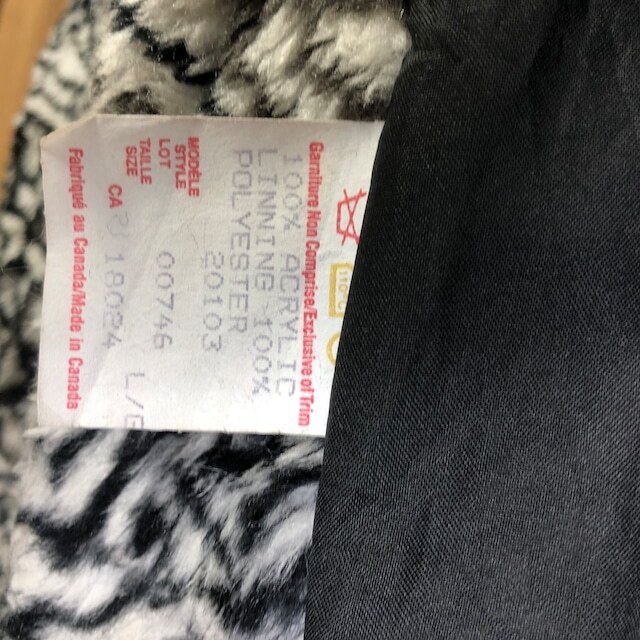 110°C
Garniture Non Comprise/Exclusive of Trim
100% ACRYLIC
LINNING 100%
POLYESTER
MODÈLE
STYLE 20103
LOT 00746
TAILLE
SIZE L/G
CA 18024
Fabriqué au Canada/Made in Canada